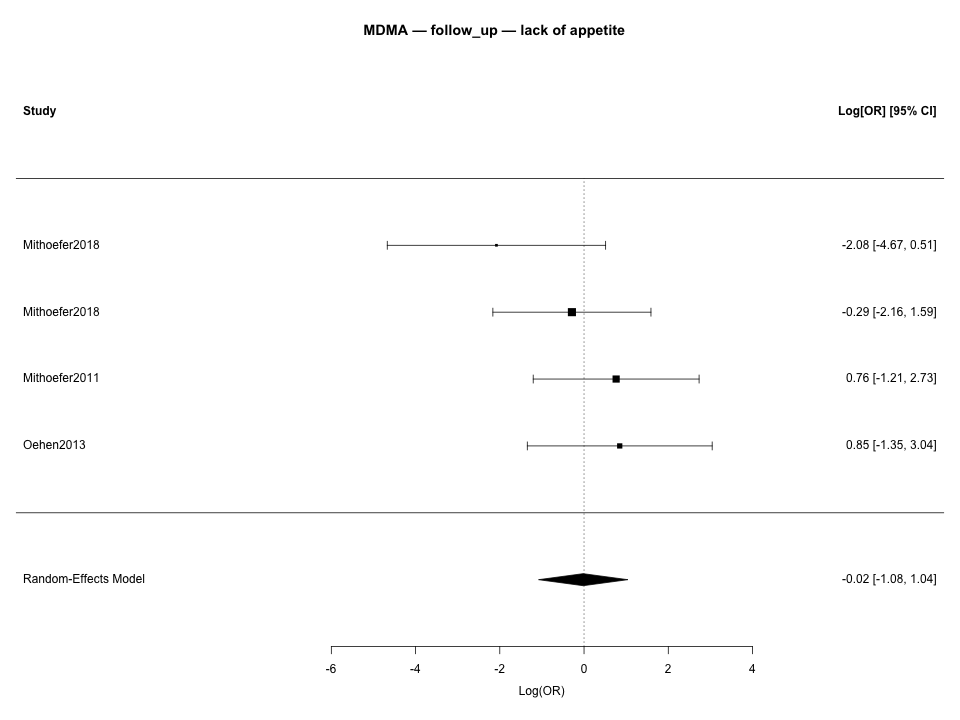 MDMA — follow_up — lack of appetite
Study Log[OR] [95% CI]
Mithoefer2018 -2.08 [-4.67, 0.51]
Mithoefer2018 -0.29 [-2.16, 1.59]
Mithoefer2011 0.76 [-1.21, 2.73]
Oehen2013 0.85 [-1.35, 3.04]
Random-Effects Model -0.02 [-1.08, 1.04]
-6 -4 -2 0 2 4
Log(OR)